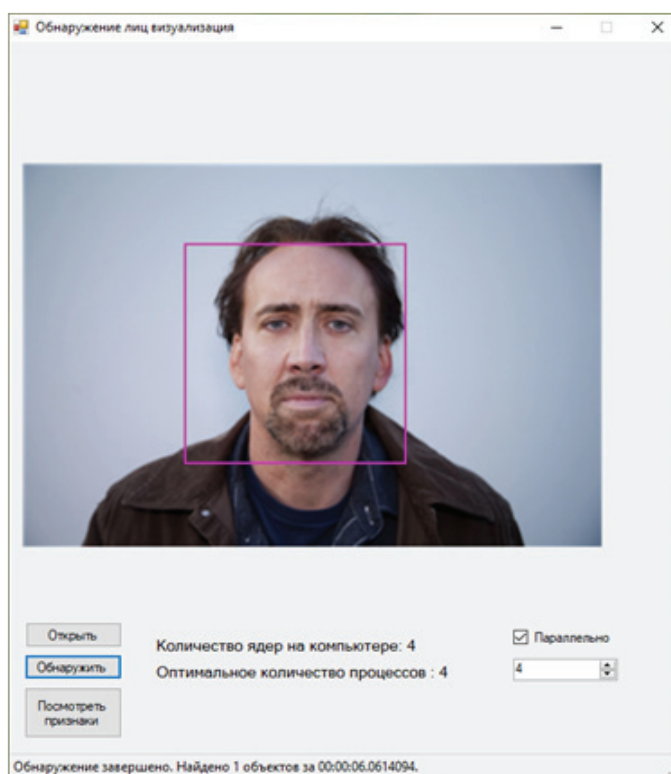 Обнаружение лиц визуализация
Открыть
Обнаружить
Посмотреть
признаки
Количество ядер на компьютере: 4
Оптимальное количество процессов : 4
Параллельно
4
Обнаружение завершено. Найдено 1 объектов за 00:00:06.0614094.